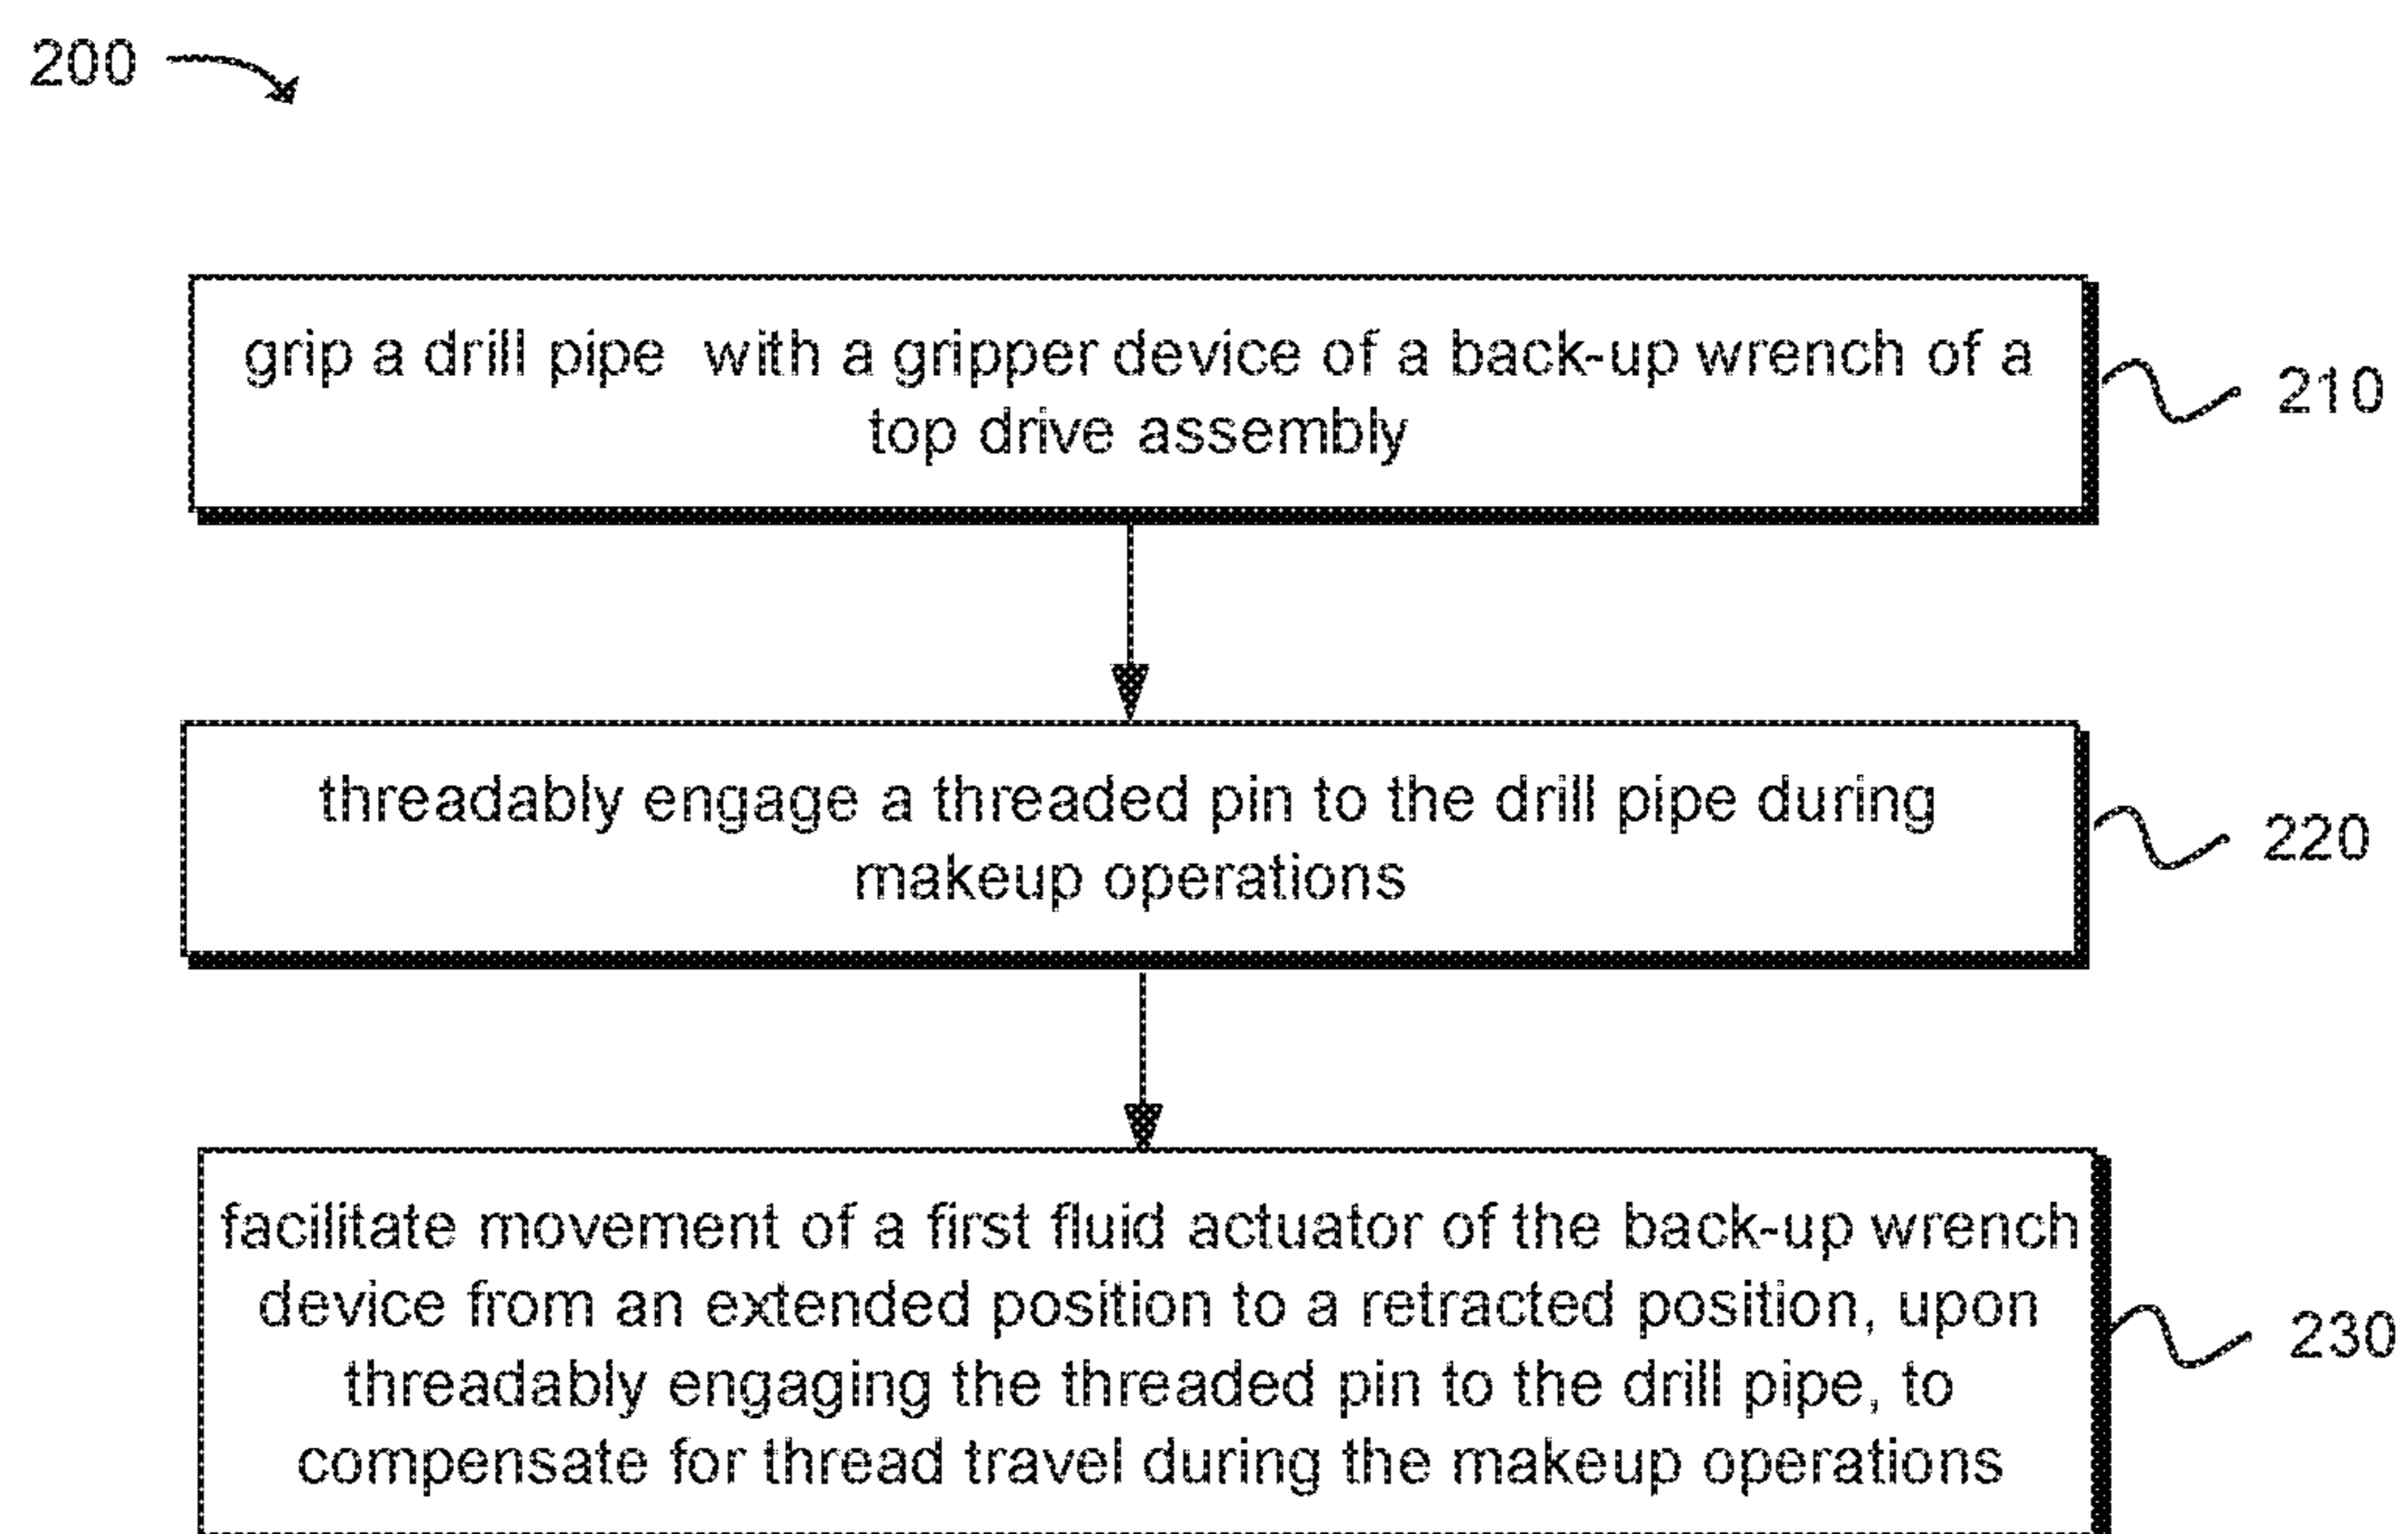 200
grip a drill pipe with a gripper device of a back-up wrench of a
top drive assembly
210
threadably engage a threaded pin to the drill pipe during
makeup operations
220
facilitate movement of a first fluid actuator of the back-up wrench
device from an extended position to a retracted position, upon
threadably engaging the threaded pin to the drill pipe, to
compensate for thread travel during the makeup operations
230